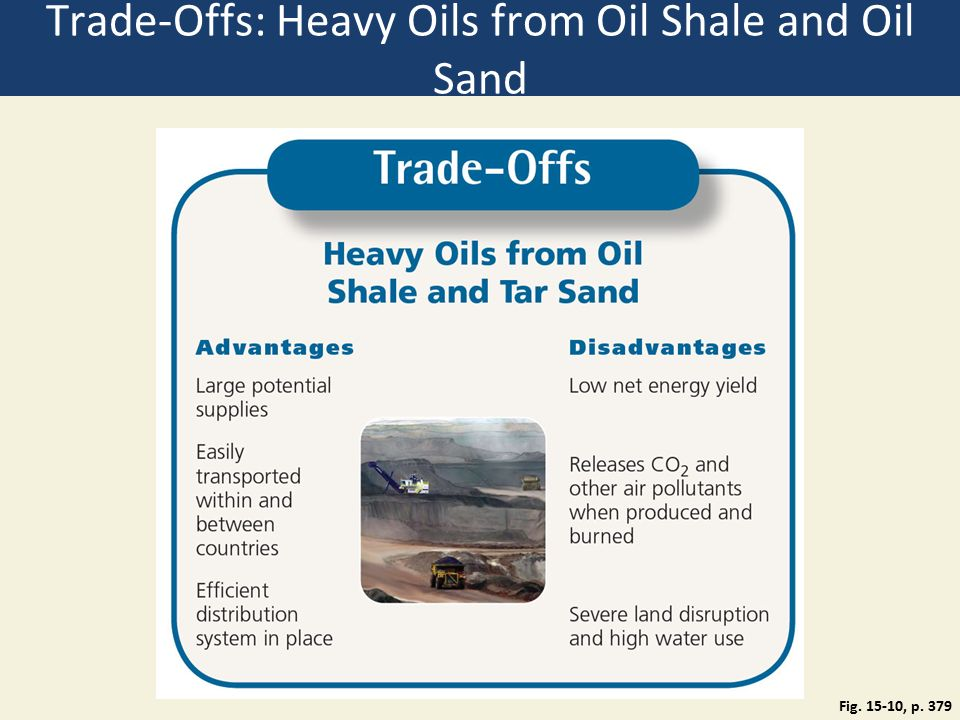 Trade-Offs: Heavy Oils from Oil Shale and Oil
Sand
Trade-Offs
Heavy Oils from Oil
Shale and Tar Sand
Advantages
Large potential
supplies
Easily
transported
within and
between
countries
Efficient
distribution
system in place
Disadvantages
Low net energy yield
Releases CO2 and
other air pollutants
when produced and
burned
Severe land disruption
and high water use
Fig. 15-10, p. 379